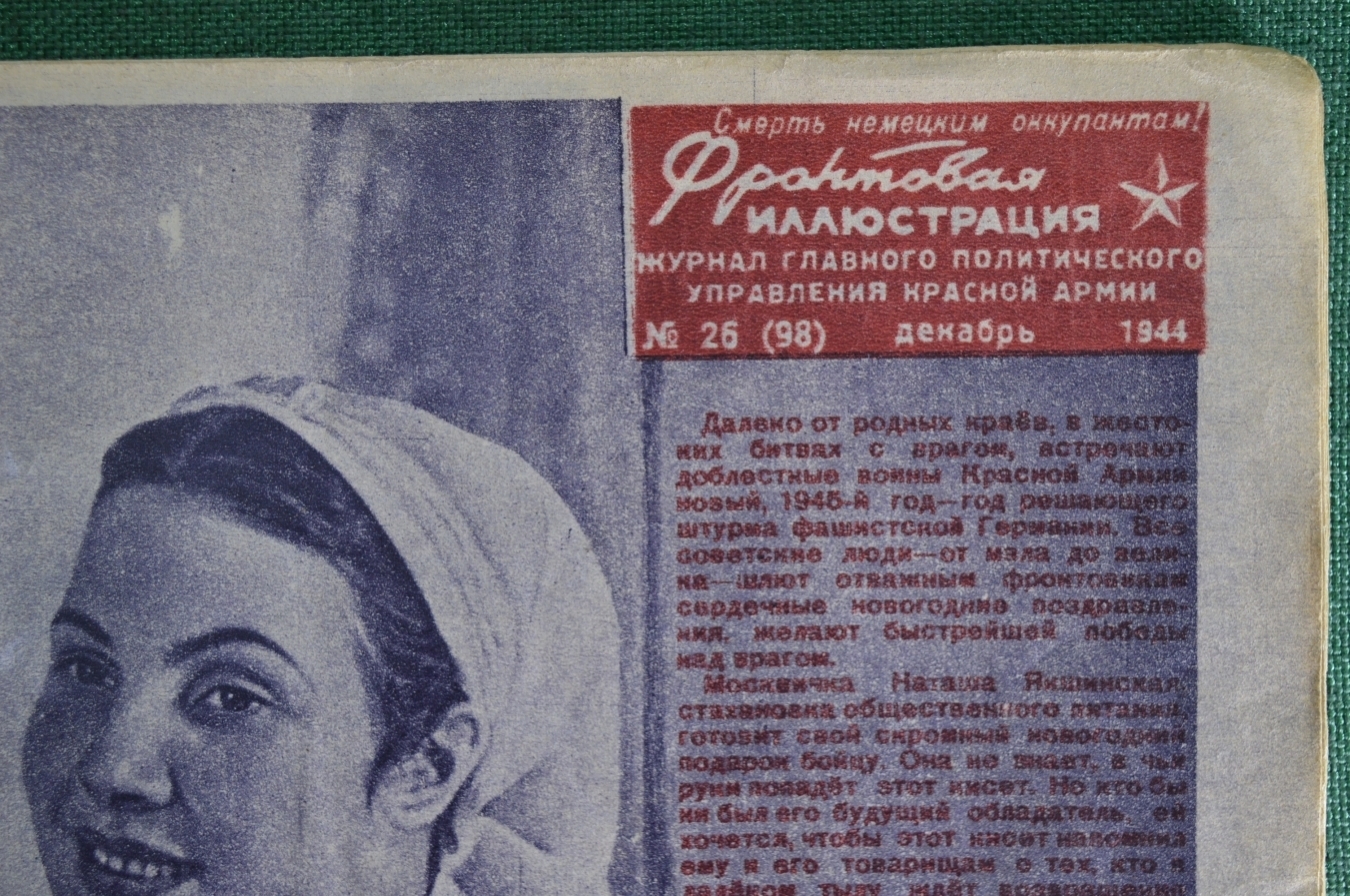 Смерть немецким оккупантам!
Фронтовая
ИЛЛЮСТРАЦИЯ
ЖУРНАЛ ГЛАВНОГО ПОЛИТИЧЕСКОГО
УПРАВЛЕНИЯ КРАСНОЙ АРМИИ
№ 26 (98) декабрь 1944
Далеко от родных краёв, в жесто-
ких битвах с врагом, встречают
доблестные воины Красной Армии
новый, 1945-й год—год решающего
штурма фашистской Германии. Все
советские люди—от мала до вели-
ка—шлют отважным фронтовикам
сердечные новогодние поздравле-
ния, желают быстрейшей победы
над врагом.
Москвичка Наташа Якшинская,
стахановка общественного питания,
готовит свой скромный новогодний
подарок бойцу. Она не знает, в чьи
руки попадёт этот кисет. Но кто бы
ни был его будущий обладатель, ей
хочется, чтобы этот кисет напомнил
ему и его товарищам о тех, кто в
далёком тылу ждёт